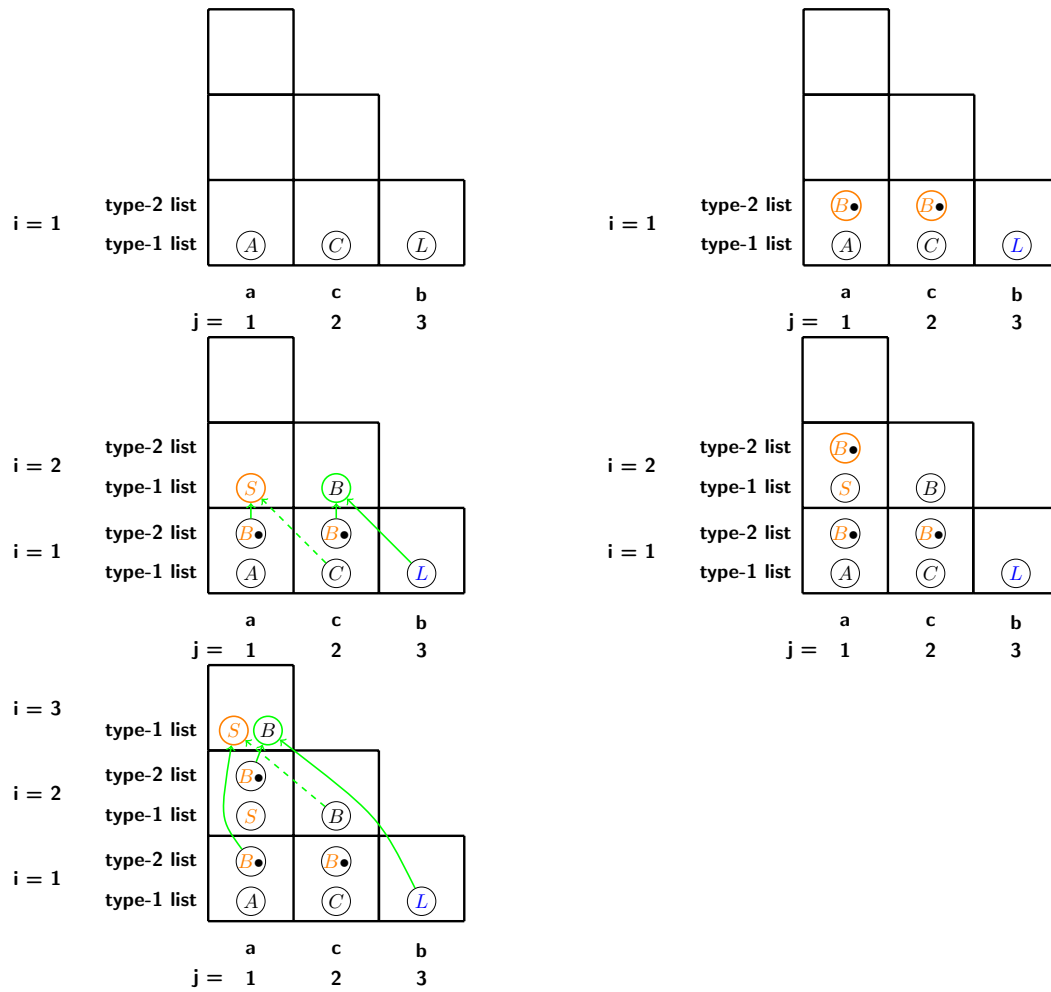 type-2 list
i = 1
type-1 list A C L
a c b
j = 1 2 3
type-2 list B● B●
i = 1
type-1 list A C L
a c b
j = 1 2 3
type-2 list
i = 2
type-1 list S B
type-2 list B● B●
i = 1
type-1 list A C L
a c b
j = 1 2 3
type-2 list B●
i = 2
type-1 list S B
type-2 list B● B●
i = 1
type-1 list A C L
a c b
j = 1 2 3
i = 3
type-1 list S B
type-2 list B●
i = 2
type-1 list S B
type-2 list B● B●
i = 1
type-1 list A C L
a c b
j = 1 2 3